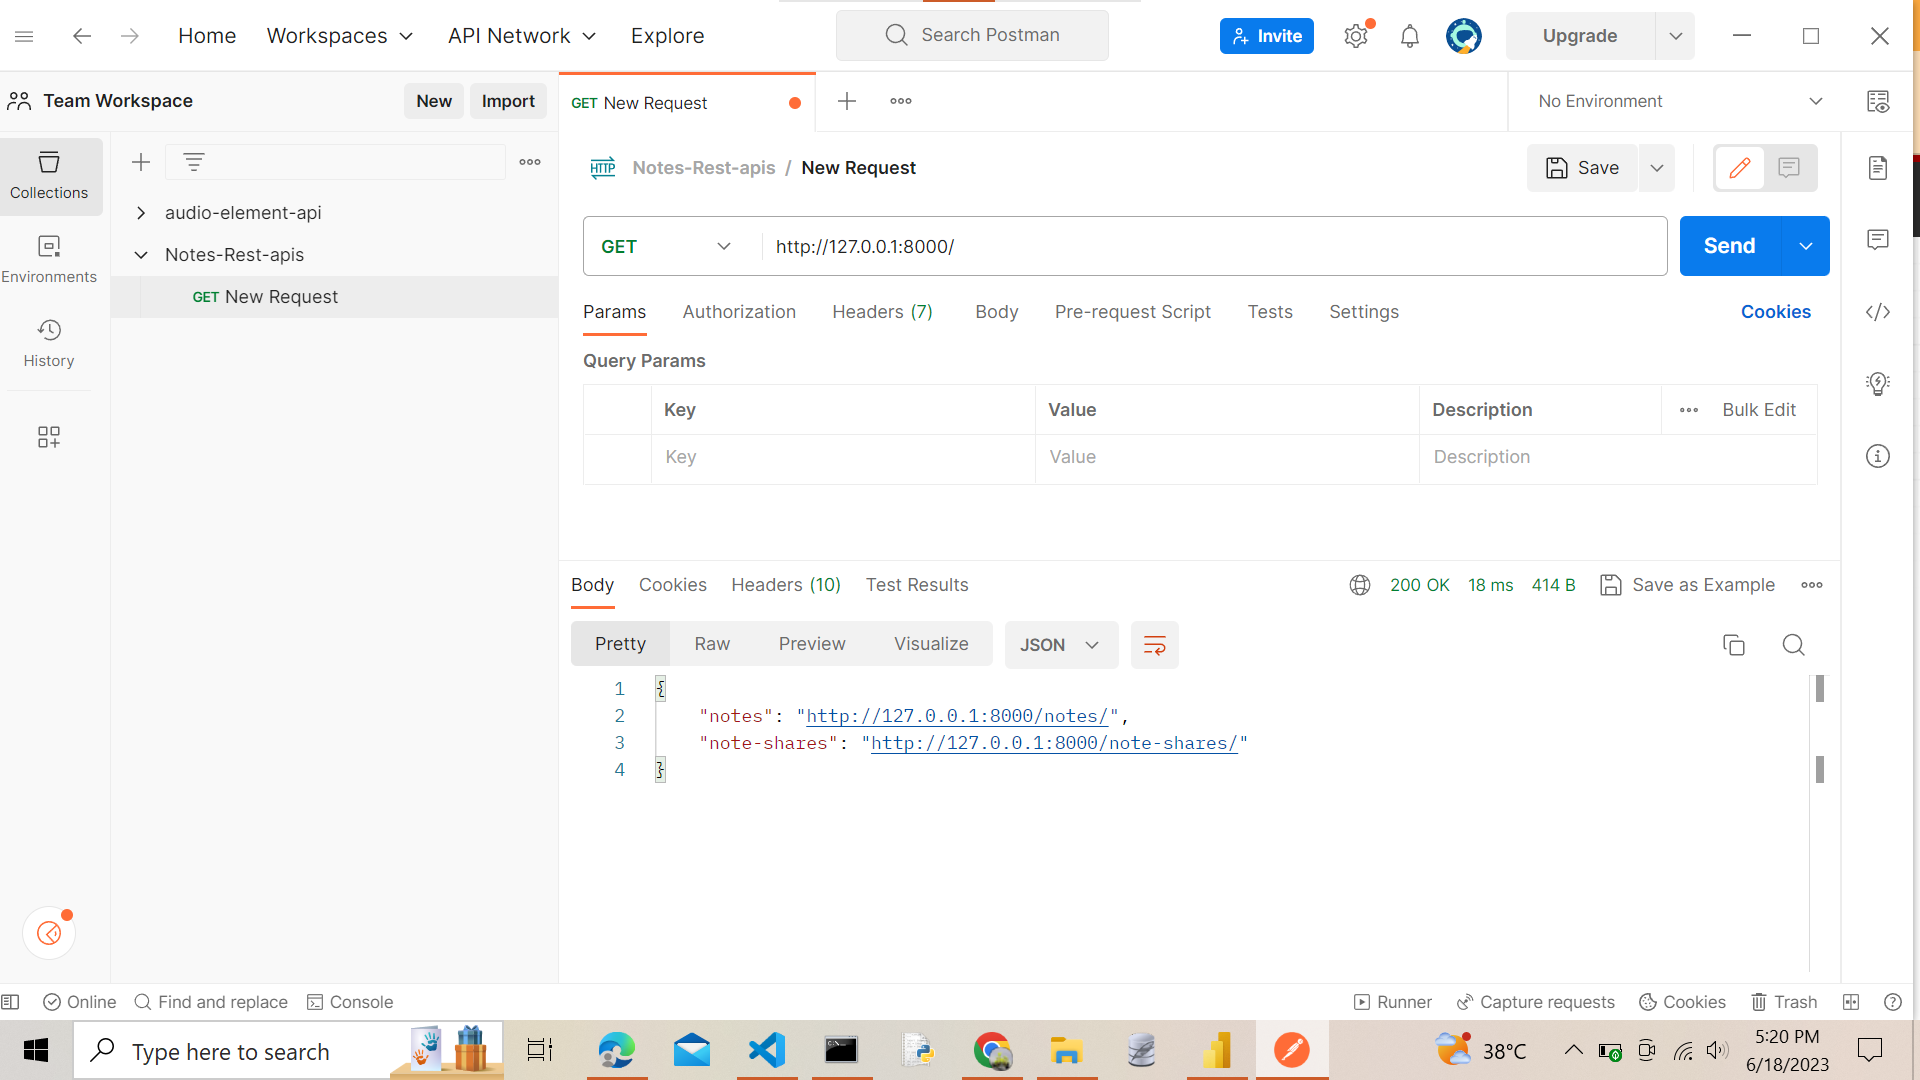 Home Workspaces API Network Explore Search Postman Invite Upgrade
Team Workspace New Import GET New Request No Environment
Collections
Environments
History
audio-element-api
Notes-Rest-apis
GET New Request
HTTP Notes-Rest-apis / New Request Save
GET http://127.0.0.1:8000/ Send
Params Authorization Headers (7) Body Pre-request Script Tests Settings Cookies
Query Params
Key Value Description Bulk Edit
Key Value Description
Body Cookies Headers (10) Test Results 200 OK 18 ms 414 B Save as Example
Pretty Raw Preview Visualize JSON
1 {
2 "notes": "http://127.0.0.1:8000/notes/",
3 "note-shares": "http://127.0.0.1:8000/note-shares/"
4 }
Online Find and replace Console Runner Capture requests Cookies Trash
Type here to search 38°C 5:20 PM
6/18/2023